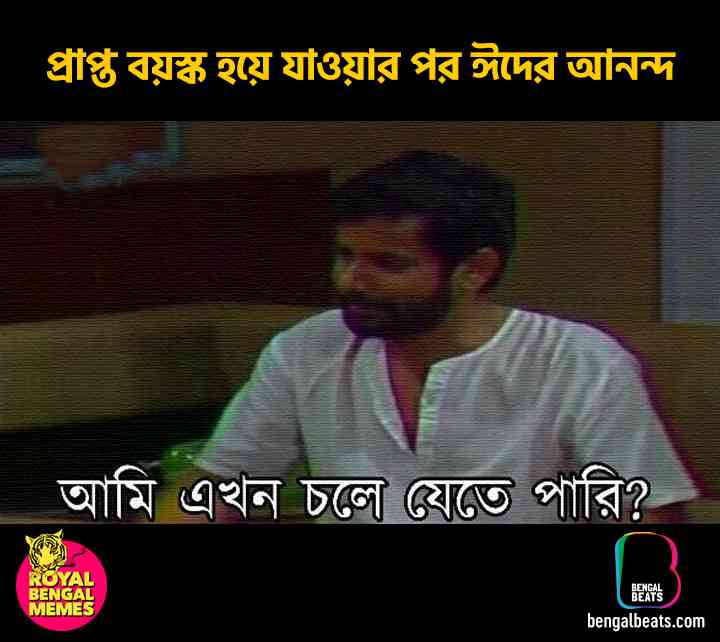 প্রাপ্ত বয়স্ক হয়ে যাওয়ার পর ঈদের আনন্দ
আমি এখন চলে যেতে পারি?
ROYAL
BENGAL
MEMES
BENGAL
BEATS
bengalbeats.com